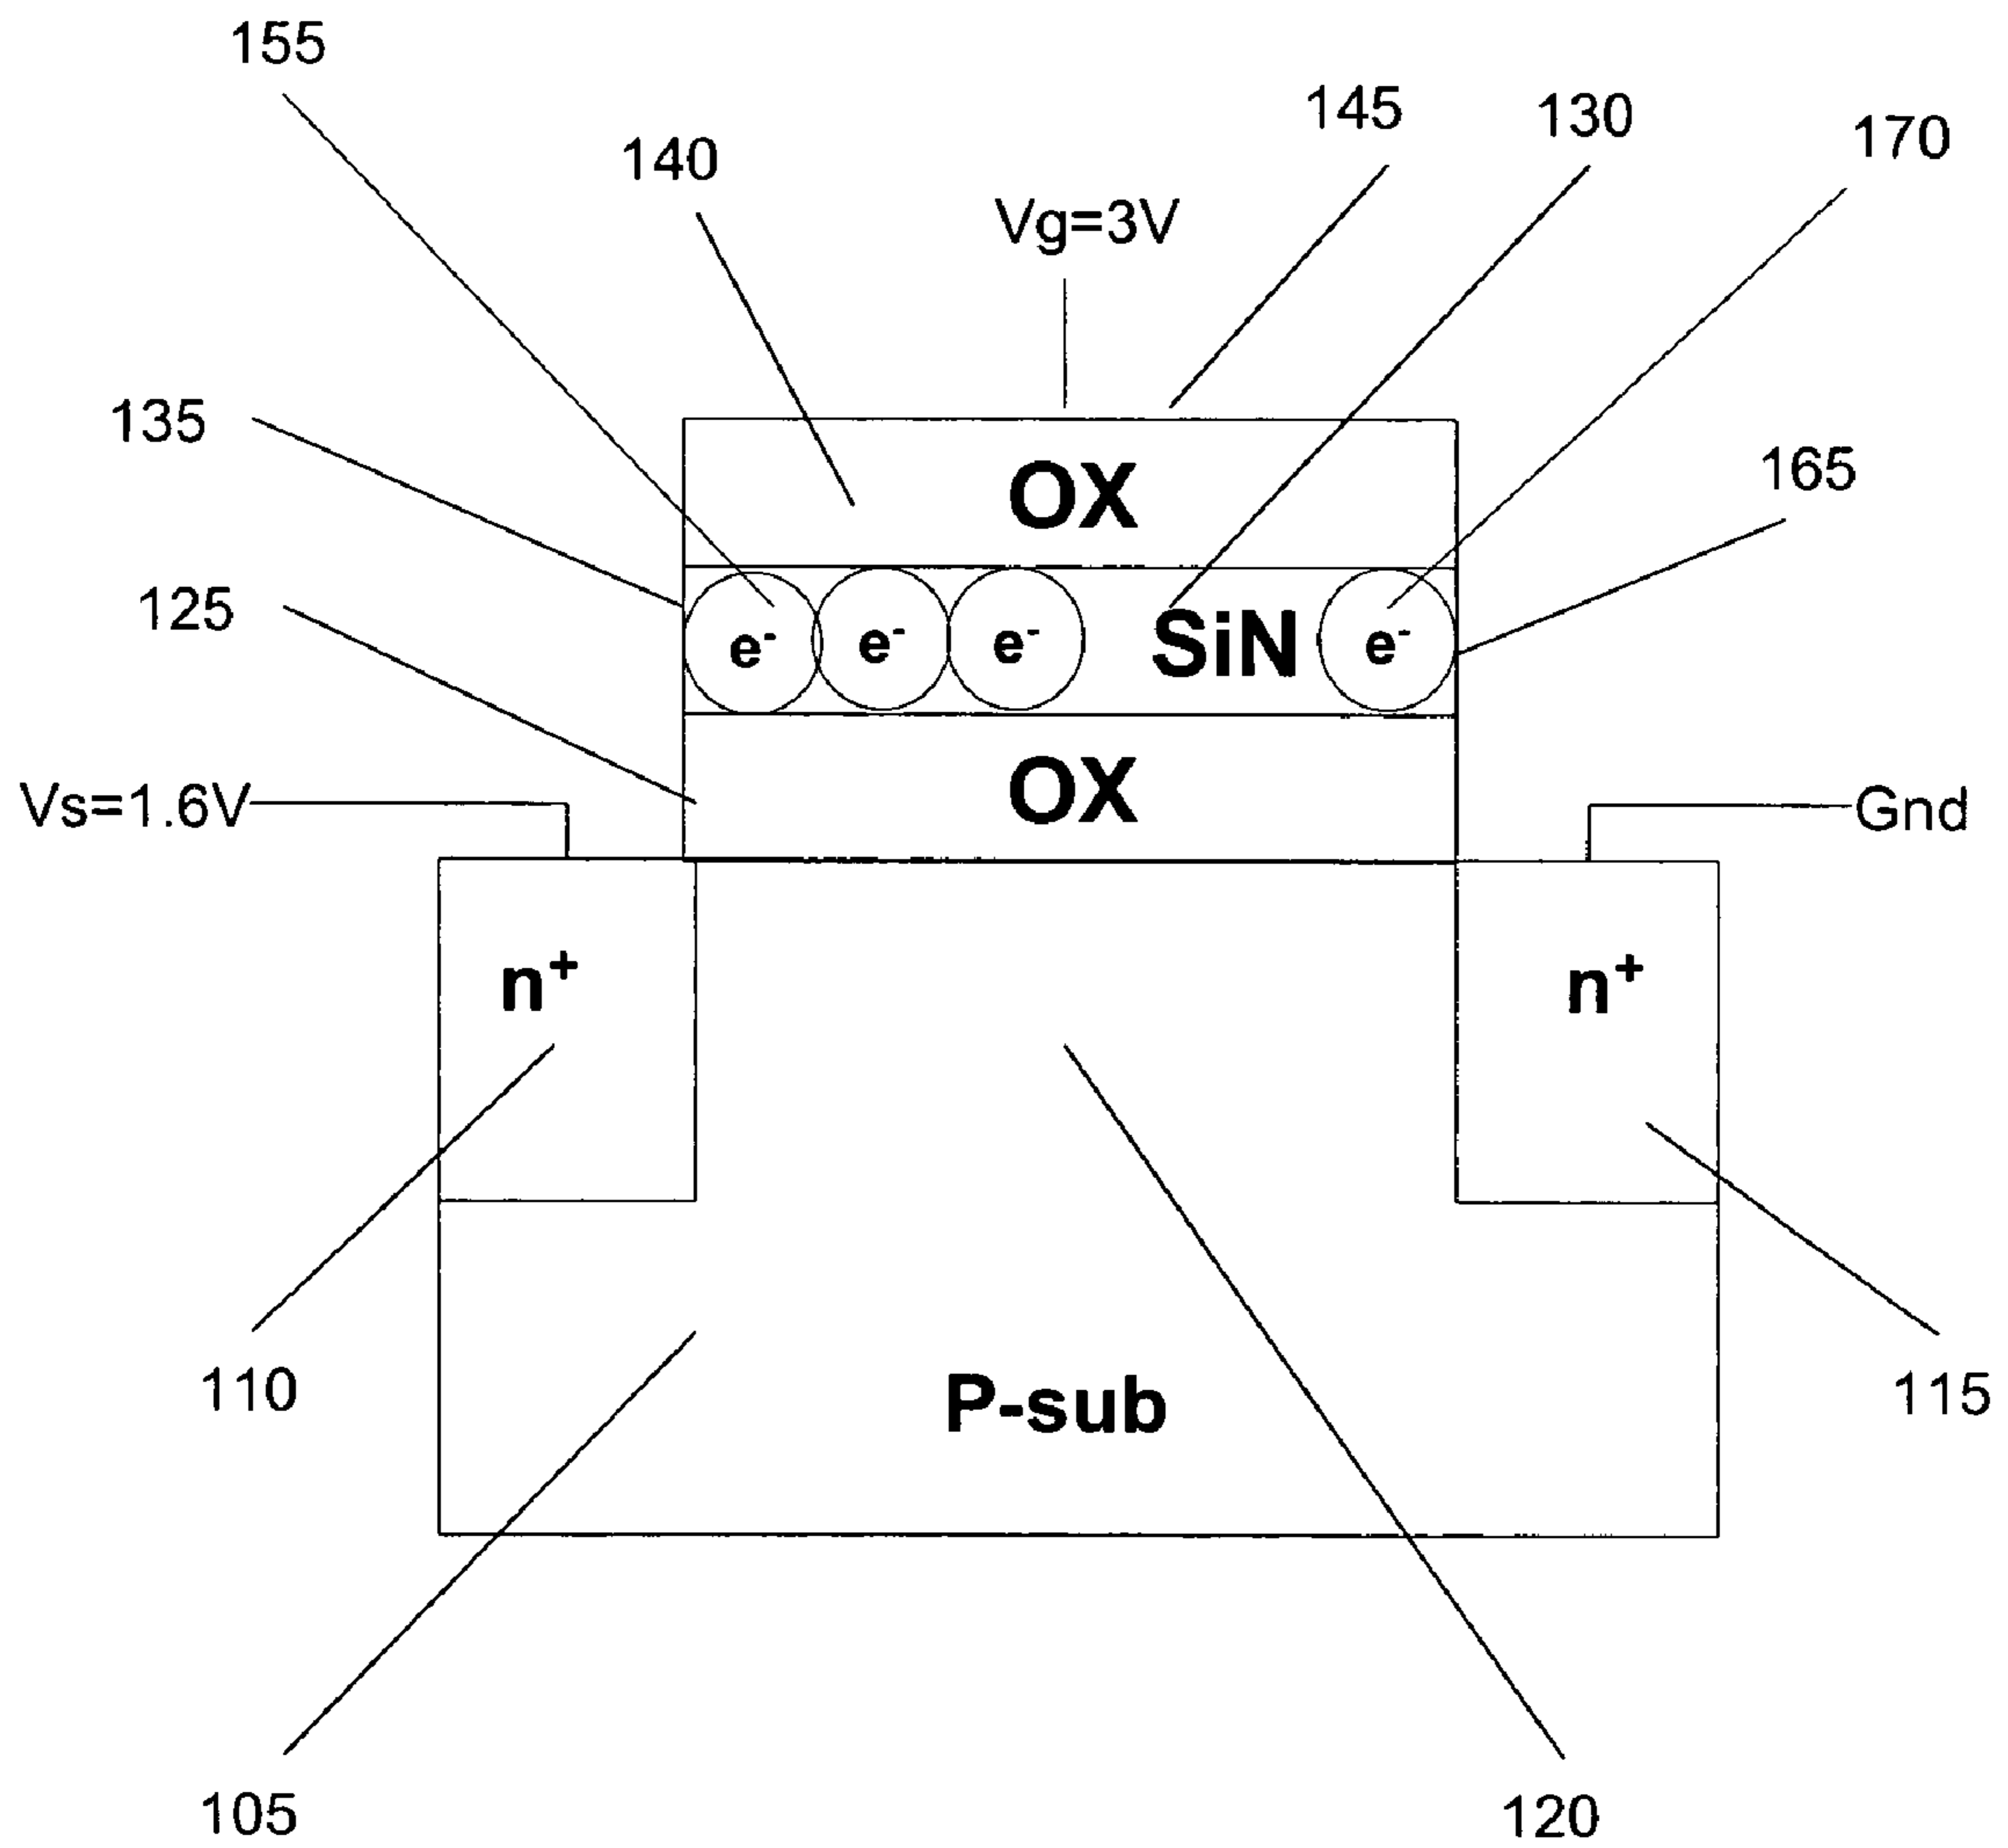 155
145
130
170
140
Vg=3V
135
OX
165
125
e-
e-
e-
SiN
e-
Vs=1.6V
OX
Gnd
n+
n+
110
P-sub
115
105
120